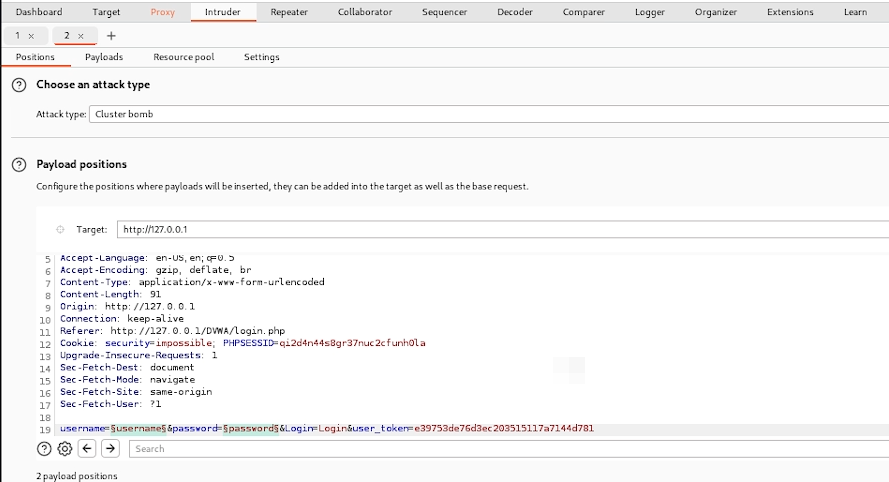 Dashboard Target Proxy Intruder Repeater Collaborator Sequencer Decoder Comparer Logger Organizer Extensions Learn
1 × 2 × +
Positions Payloads Resource pool Settings
? Choose an attack type
Attack type: Cluster bomb
? Payload positions
Configure the positions where payloads will be inserted, they can be added into the target as well as the base request.
Target: http://127.0.0.1
5 Accept-Language: en-US,en;q=0.5
6 Accept-Encoding: gzip, deflate, br
7 Content-Type: application/x-www-form-urlencoded
8 Content-Length: 91
9 Origin: http://127.0.0.1
10 Connection: keep-alive
11 Referer: http://127.0.0.1/DVWA/login.php
12 Cookie: security=impossible; PHPSESSID=qi2d4n44s8gr37nuc2cfunh0la
13 Upgrade-Insecure-Requests: 1
14 Sec-Fetch-Dest: document
15 Sec-Fetch-Mode: navigate
16 Sec-Fetch-Site: same-origin
17 Sec-Fetch-User: ?1
18
19 username=§username§&password=§password§&Login=Login&user_token=e39753de76d3ec203515117a7144d781
? Search
2 payload positions